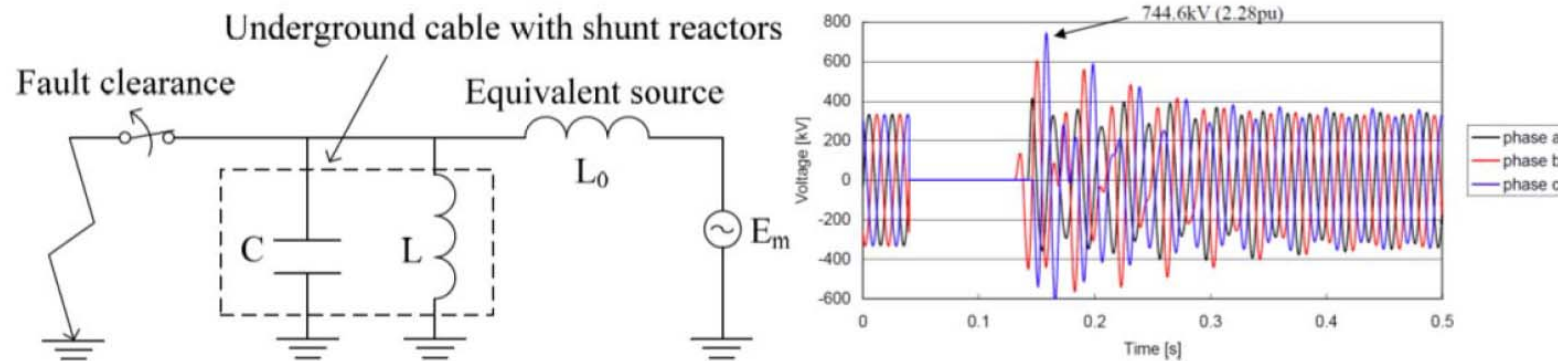 Underground cable with shunt reactors
Fault clearance
Equivalent source
L0
C
L
Em
744.6kV (2.28pu)
Voltage [kV]
800
600
400
200
0
-200
-400
-600
0 0.1 0.2 0.3 0.4 0.5
Time [s]
phase a
phase b
phase c